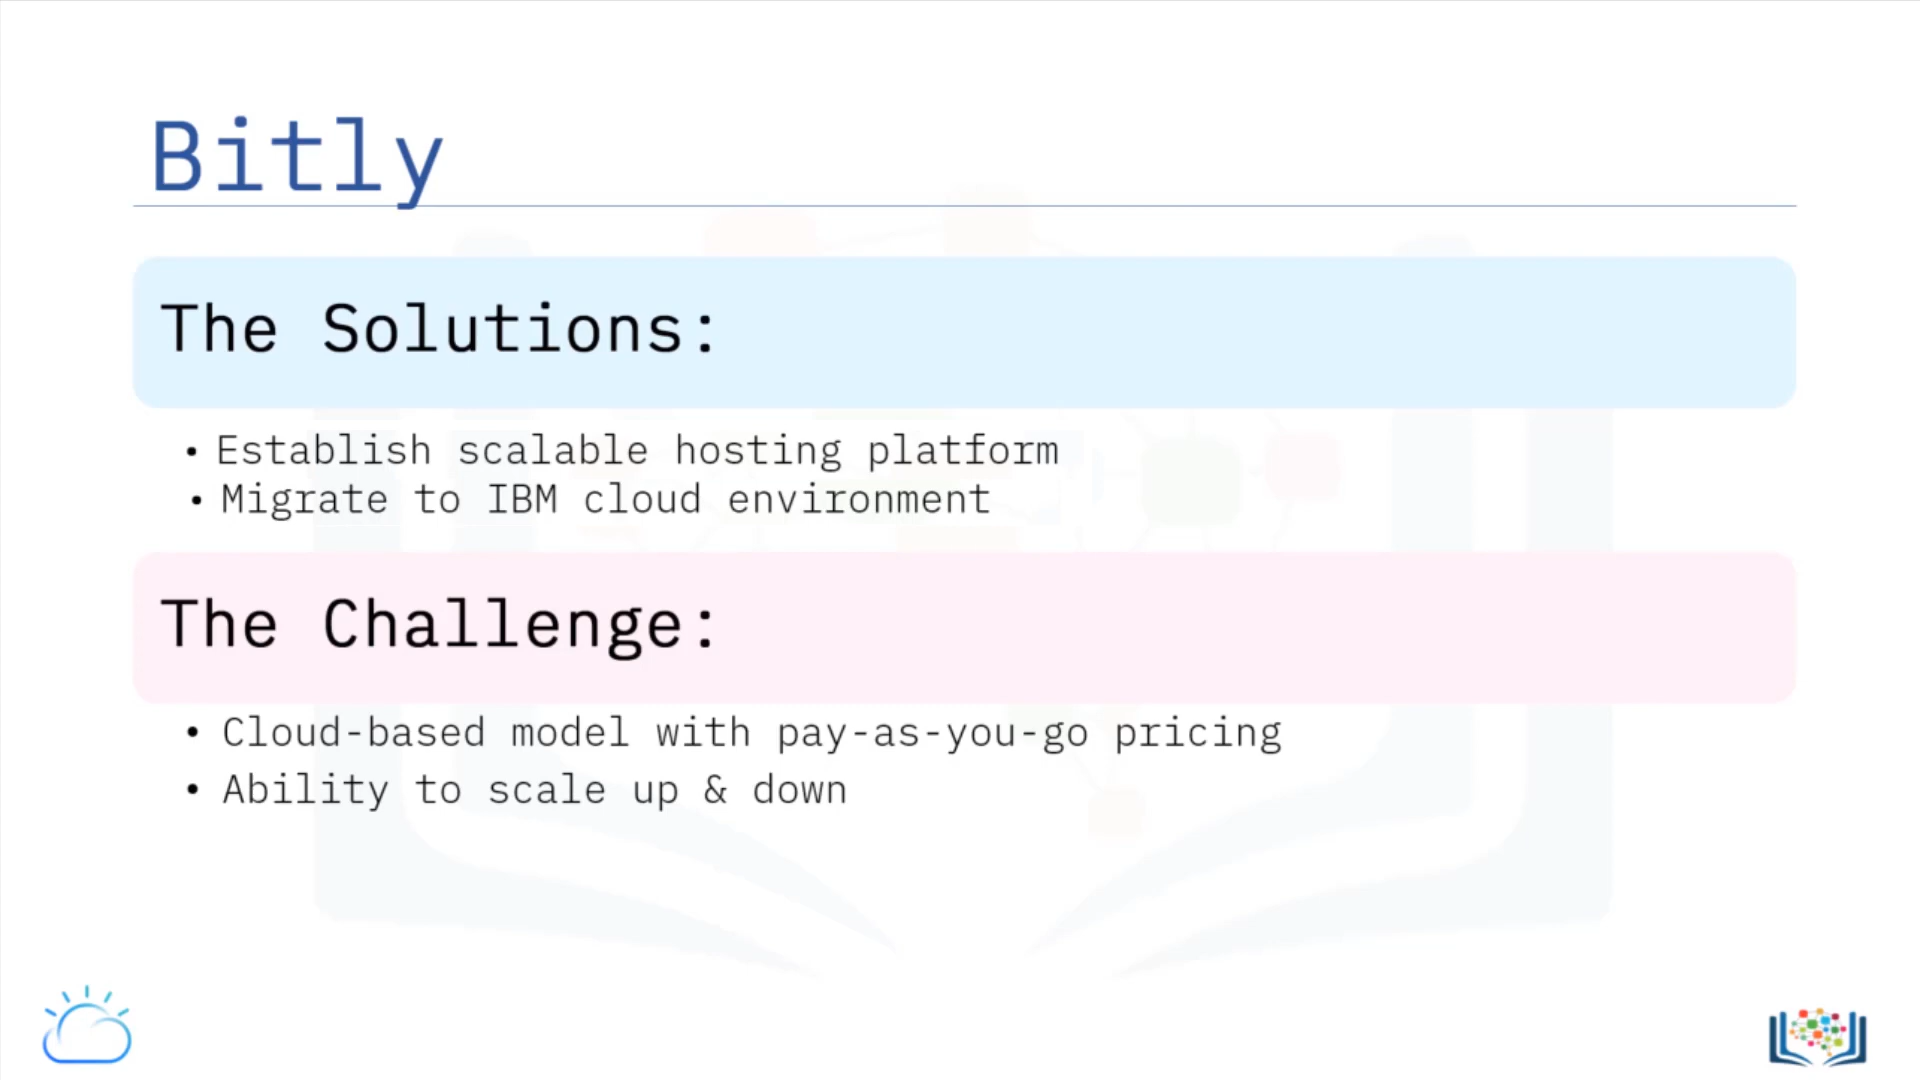 Bitly
The Solutions:
• Establish scalable hosting platform
• Migrate to IBM cloud environment
The Challenge:
• Cloud-based model with pay-as-you-go pricing
• Ability to scale up & down